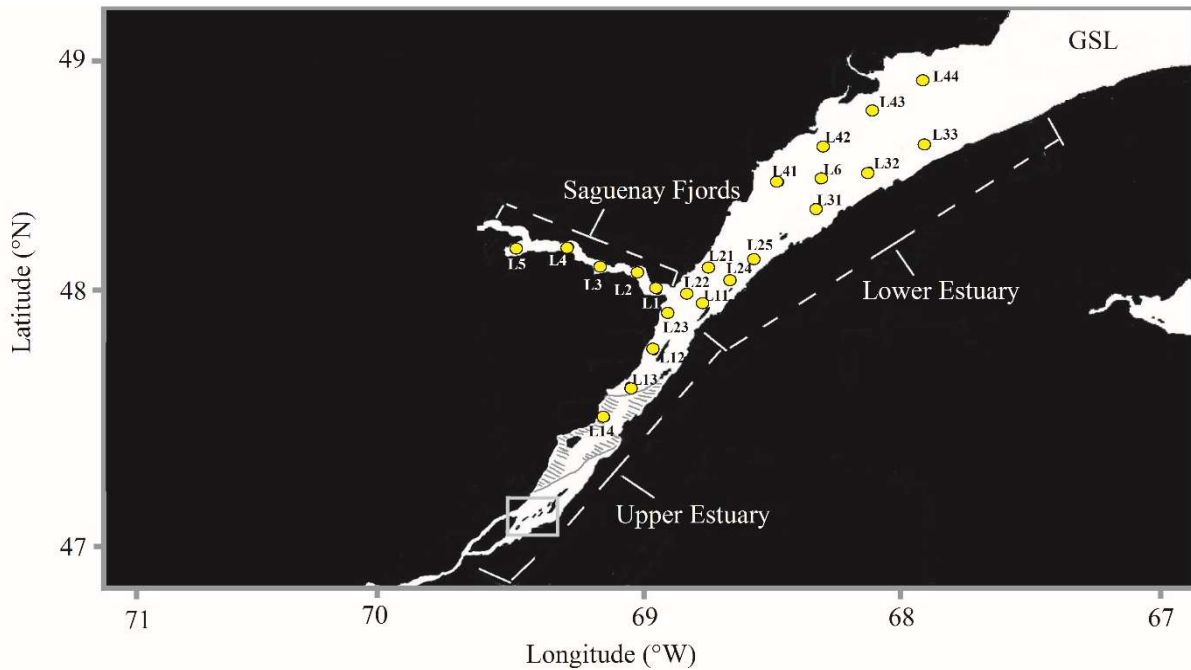 GSL
49
L44
L43
L42
L33
L41
L6
L32
Saguenay Fjords
L31
L5
L4
L3
L2
L1
L21
L25
L24
L22
L11
L23
48
Lower Estuary
L12
L13
L14
Upper Estuary
47
Latitude (°N)
71
70
69
68
67
Longitude (°W)